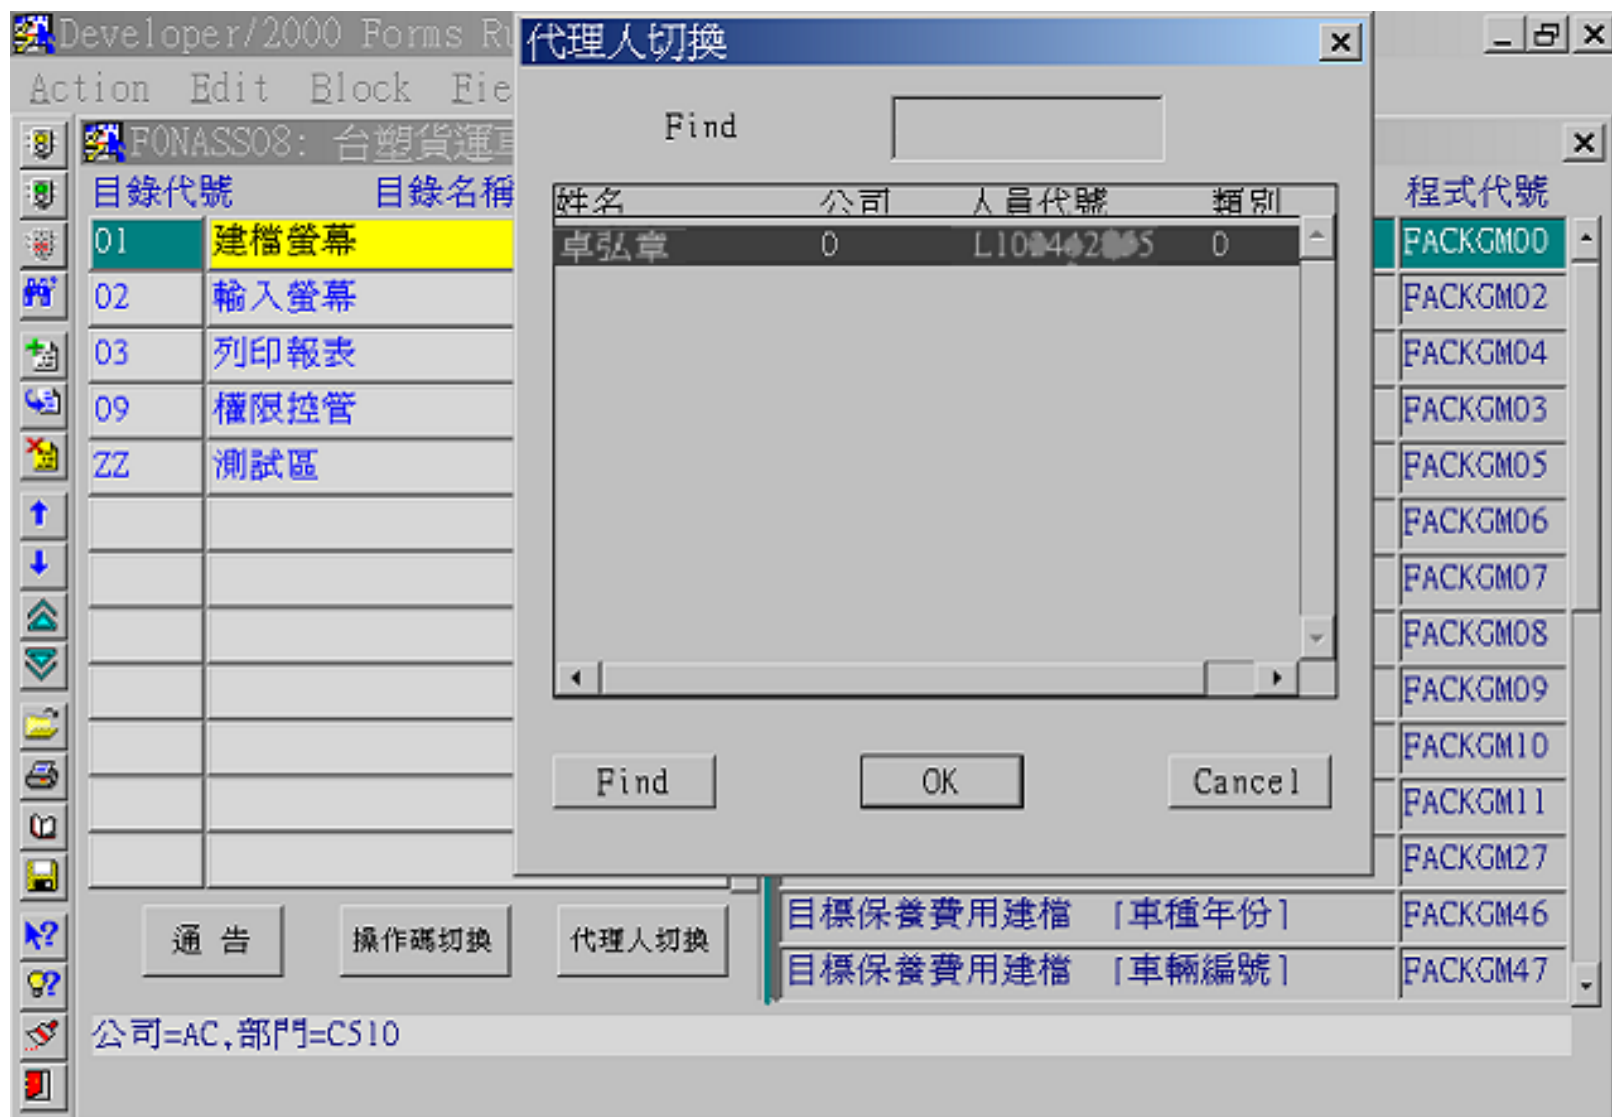 Developer/2000 Forms Ru
Action Edit Block Fie
FONASS08: 台塑貨運車
目錄代號 目錄名稱
01 建檔螢幕
02 輸入螢幕
03 列印報表
09 權限控管
ZZ 測試區
通 告 操作碼切換 代理人切換
公司=AC,部門=C510
代理人切換
Find
姓名 公司 人員代號 類別
卓弘章 0 0
Find OK Cancel
程式代號
FACKGM00
FACKGM02
FACKGM04
FACKGM03
FACKGM05
FACKGM06
FACKGM07
FACKGM08
FACKGM09
FACKGM10
FACKGM11
FACKGM27
目標保養費用建檔 [車種年份] FACKGM46
目標保養費用建檔 [車輛編號] FACKGM47